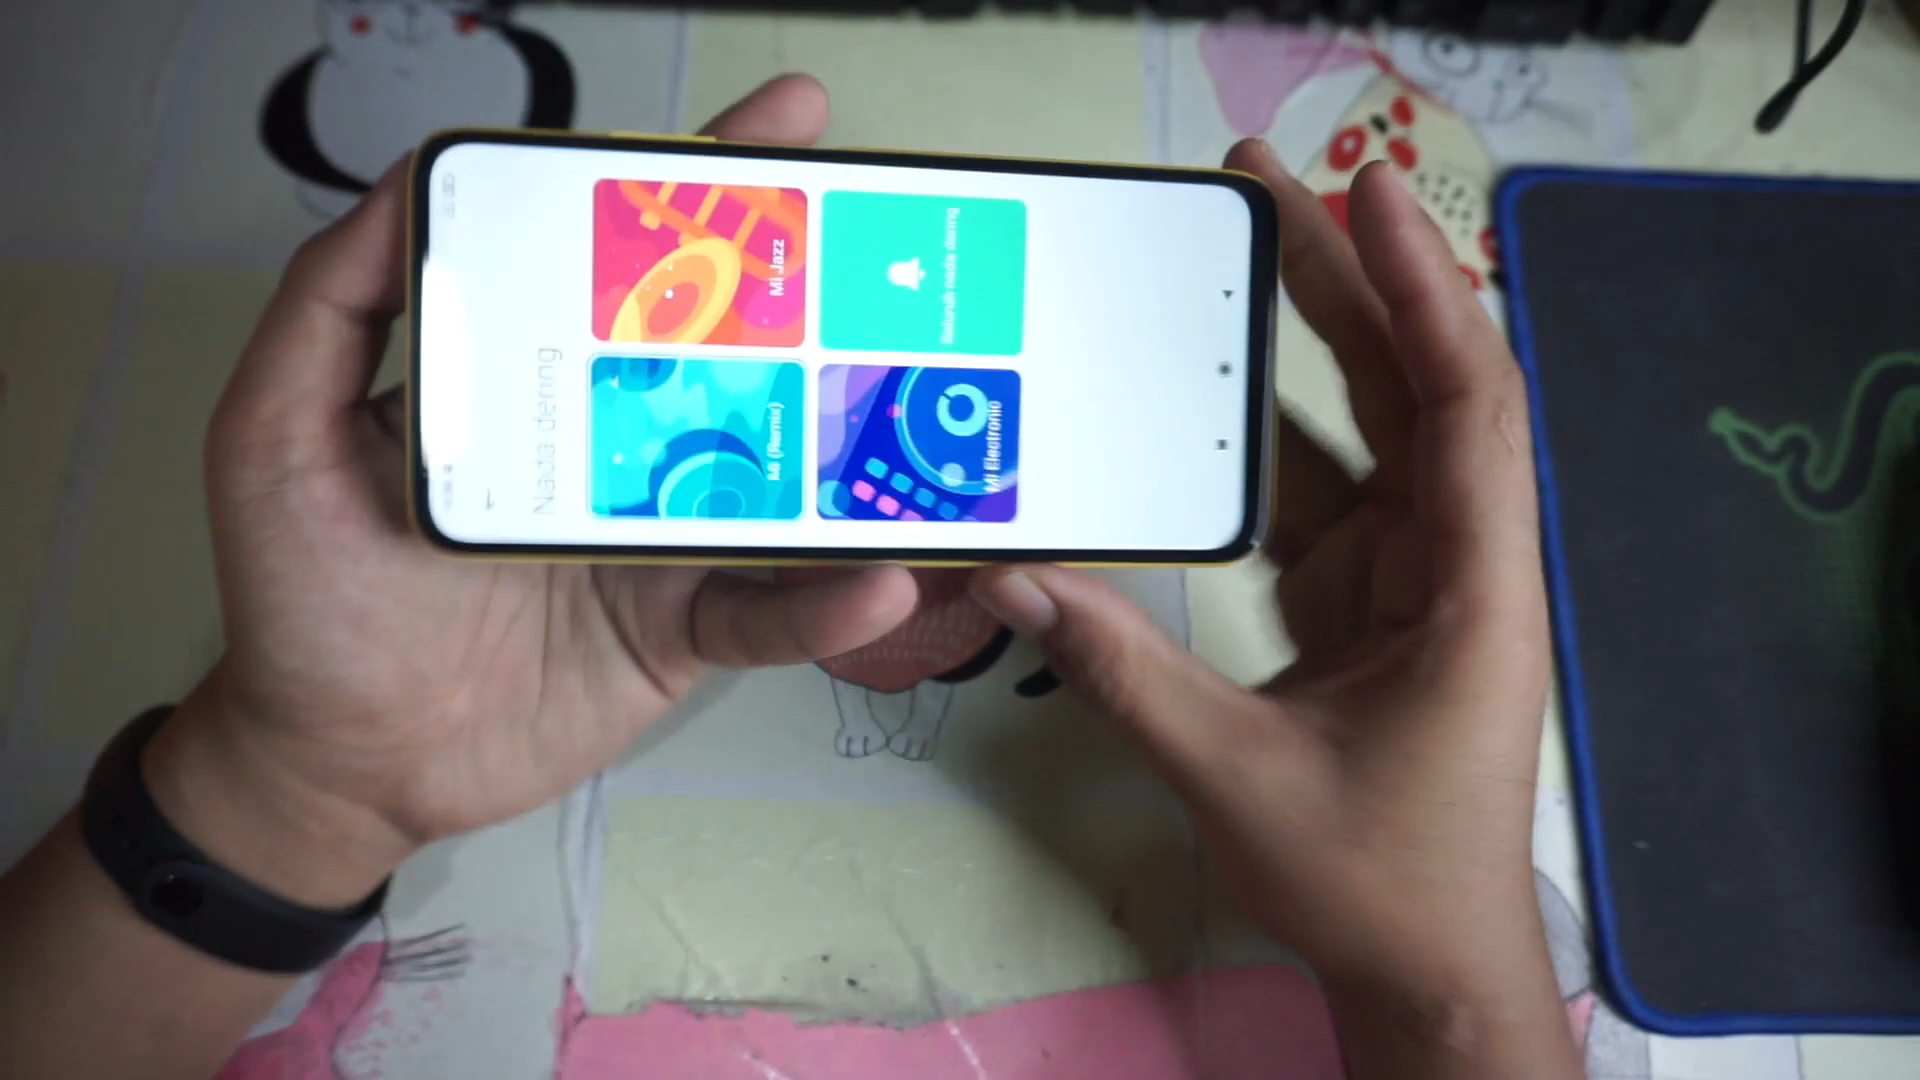 Nada dering
Mi (Remix)
Mi Jazz
Mi Electronic
Seluruh nada dering